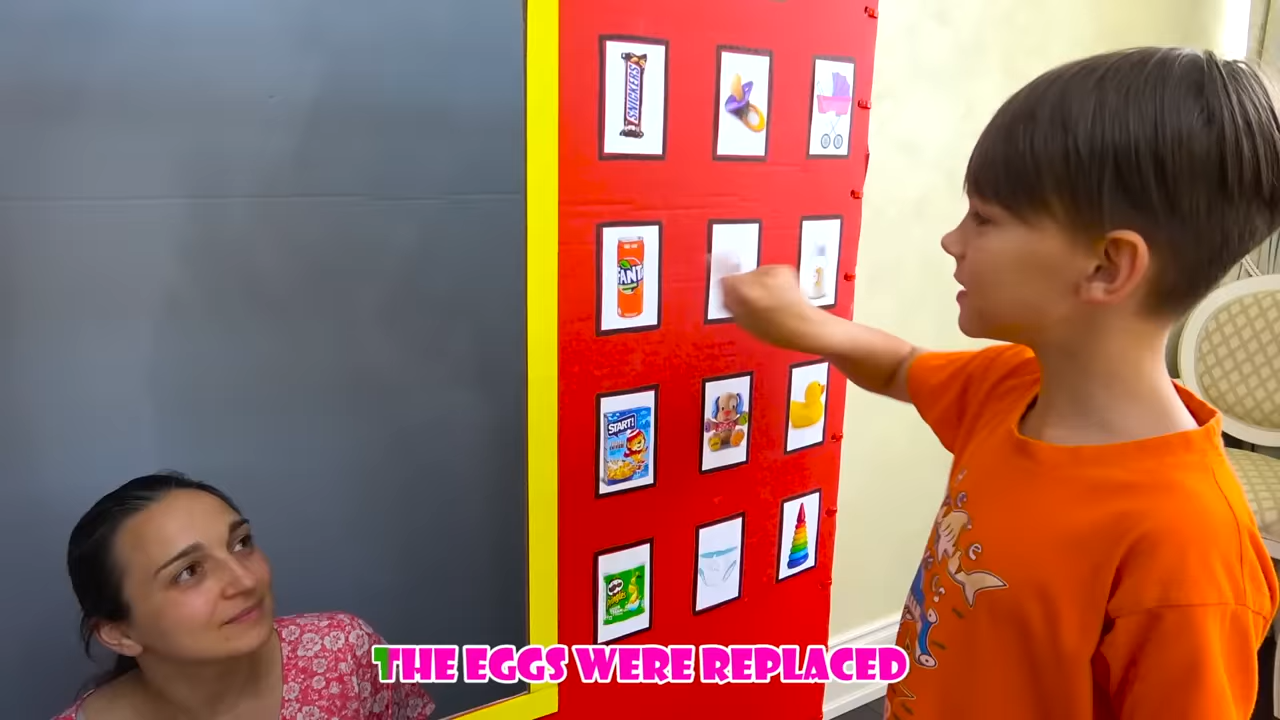 SNICKERS
FANTA
START!
Pringles
THE EGGS WERE REPLACED